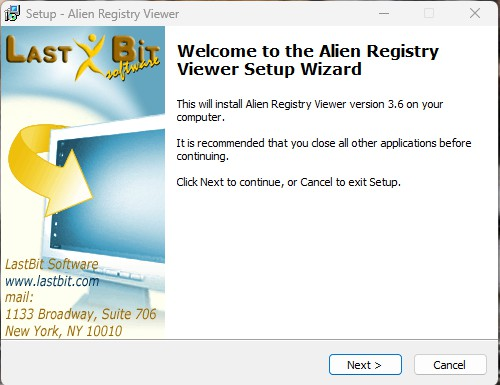 Setup - Alien Registry Viewer
LAST BIT
software
Welcome to the Alien Registry
Viewer Setup Wizard
This will install Alien Registry Viewer version 3.6 on your
computer.
It is recommended that you close all other applications before
continuing.
Click Next to continue, or Cancel to exit Setup.
LastBit Software
www.lastbit.com
mail:
1133 Broadway, Suite 706
New York, NY 10010
Next >
Cancel